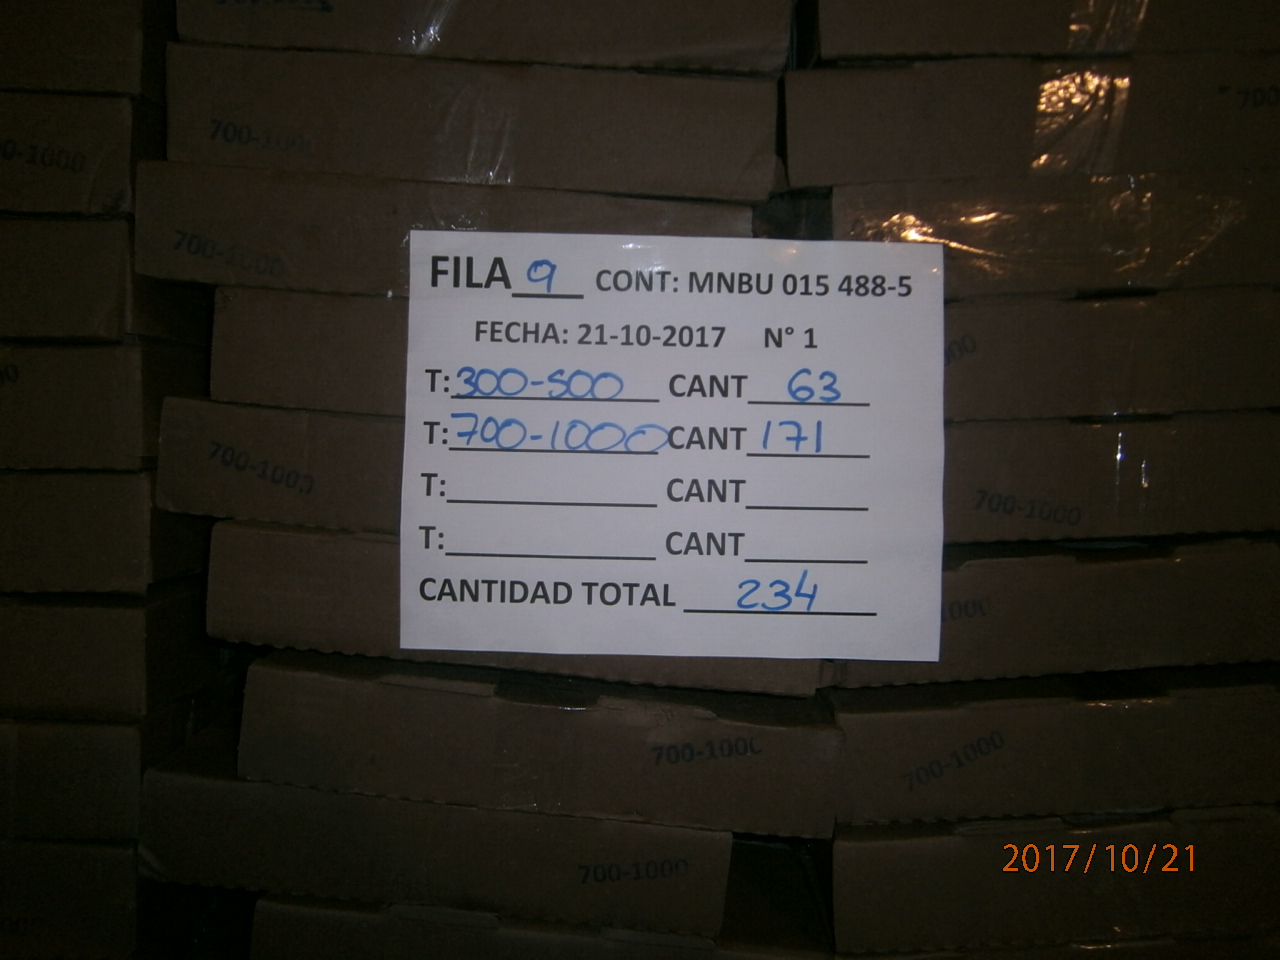 700-
0-1000
700-1000
FILA 9 CONT: MNBU 015 488-5
FECHA: 21-10-2017 N° 1
T: 300-500 CANT 63
T: 700-1000 CANT 171
T: CANT
T: CANT
CANTIDAD TOTAL 234
700-1000
700-1000
700-1000
700-1000
700-1000
2017/10/21